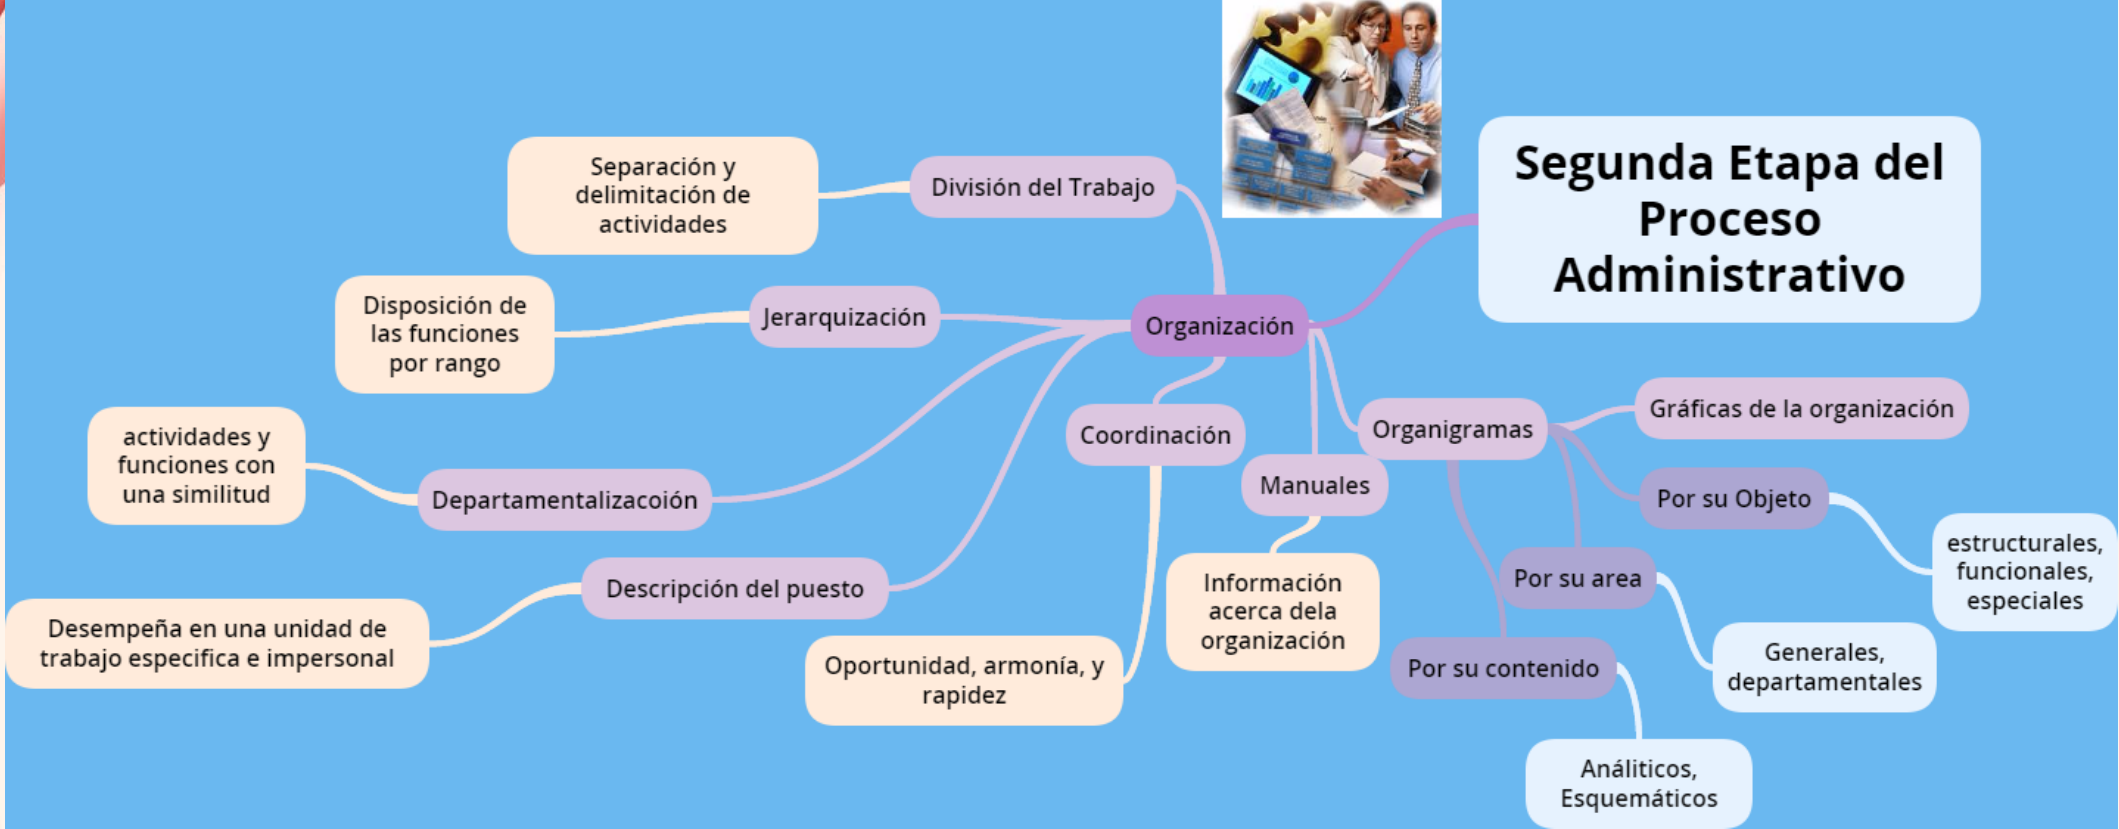 Segunda Etapa del
Proceso
Administrativo
Organización
División del Trabajo
Separación y
delimitación de
actividades
Jerarquización
Disposición de
las funciones
por rango
Departamentalizacoión
actividades y
funciones con
una similitud
Descripción del puesto
Desempeña en una unidad de
trabajo especifica e impersonal
Coordinación
Oportunidad, armonía, y
rapidez
Manuales
Información
acerca dela
organización
Organigramas
Gráficas de la organización
Por su Objeto
estructurales,
funcionales,
especiales
Por su area
Generales,
departamentales
Por su contenido
Análiticos,
Esquemáticos